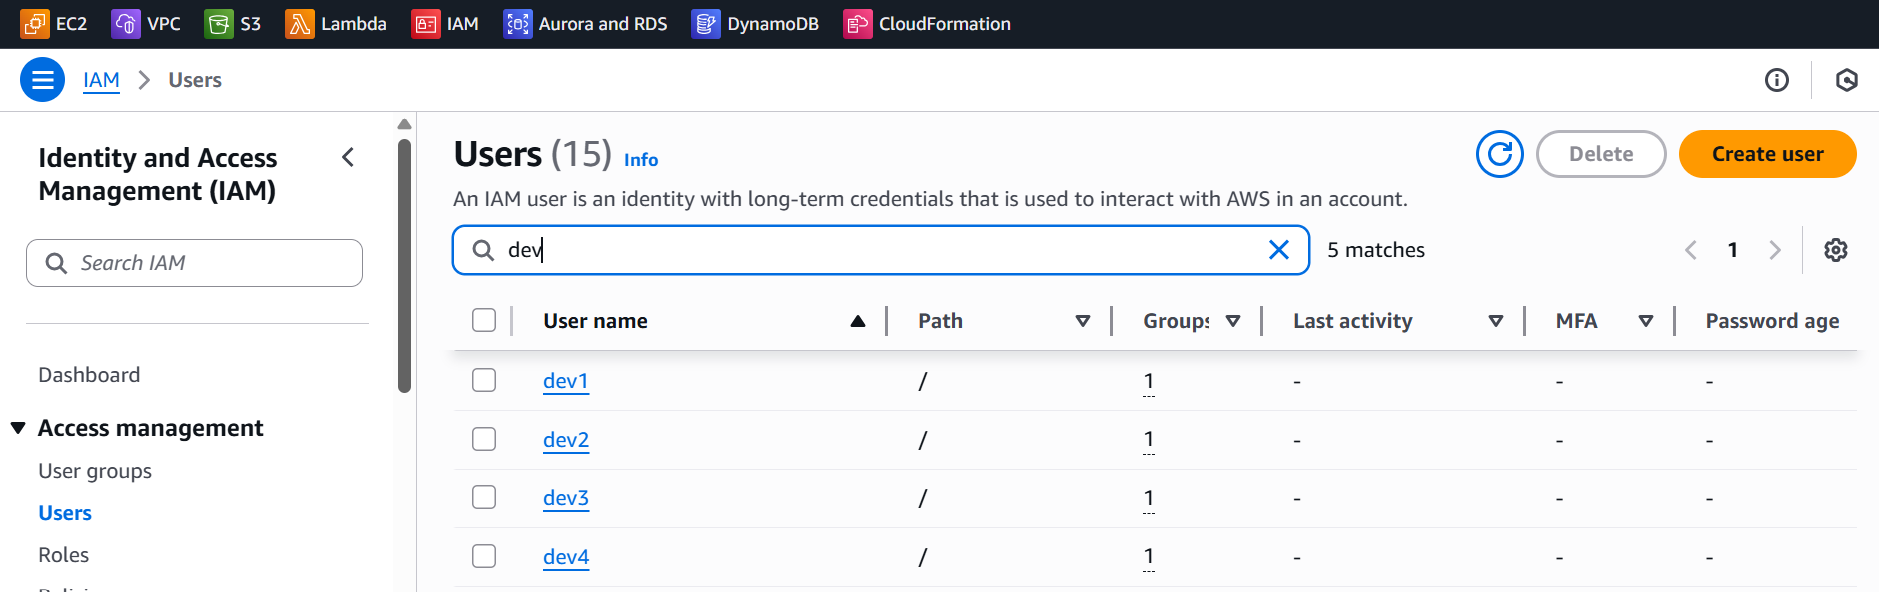 EC2 VPC S3 Lambda IAM Aurora and RDS DynamoDB CloudFormation
IAM > Users
Identity and Access
Management (IAM)
Search IAM
Dashboard
Access management
User groups
Users
Roles
Users (15) Info
Delete
Create user
An IAM user is an identity with long-term credentials that is used to interact with AWS in an account.
dev
5 matches
1
User name Path Groups Last activity MFA Password age
dev1 / 1 - - -
dev2 / 1 - - -
dev3 / 1 - - -
dev4 / 1 - - -